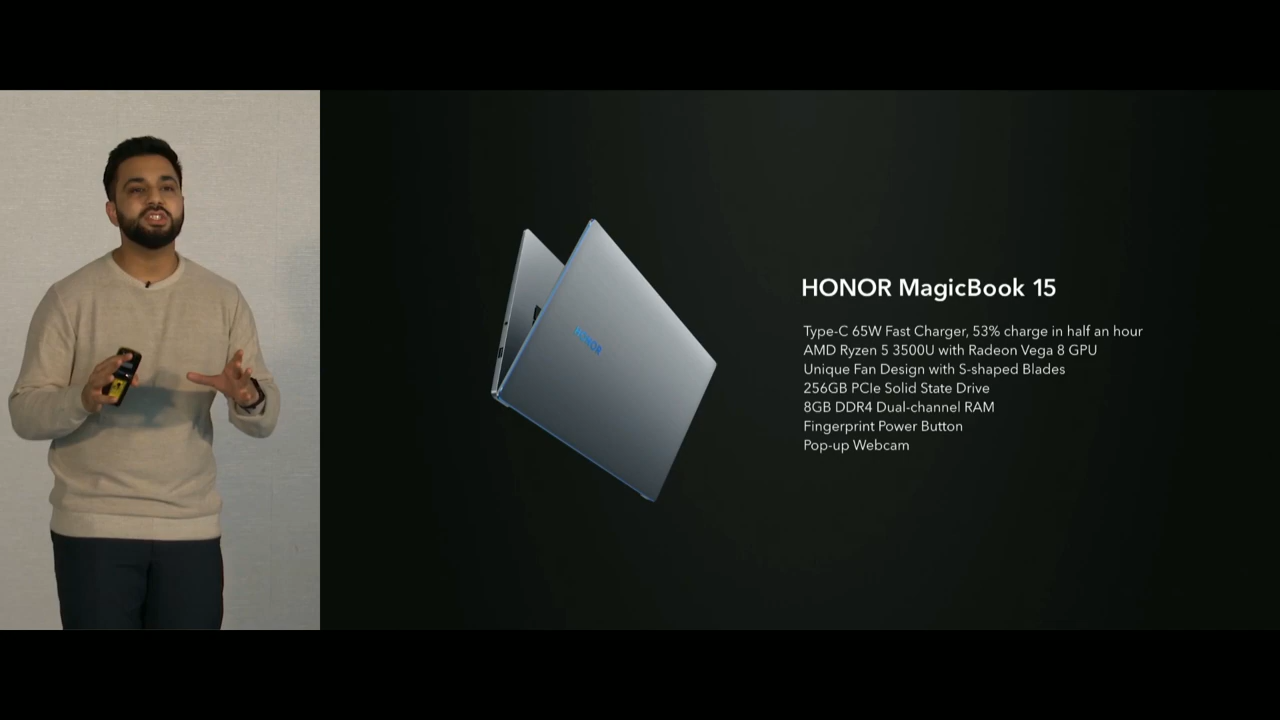 HONOR
HONOR MagicBook 15
Type-C 65W Fast Charger, 53% charge in half an hour
AMD Ryzen 5 3500U with Radeon Vega 8 GPU
Unique Fan Design with S-shaped Blades
256GB PCIe Solid State Drive
8GB DDR4 Dual-channel RAM
Fingerprint Power Button
Pop-up Webcam